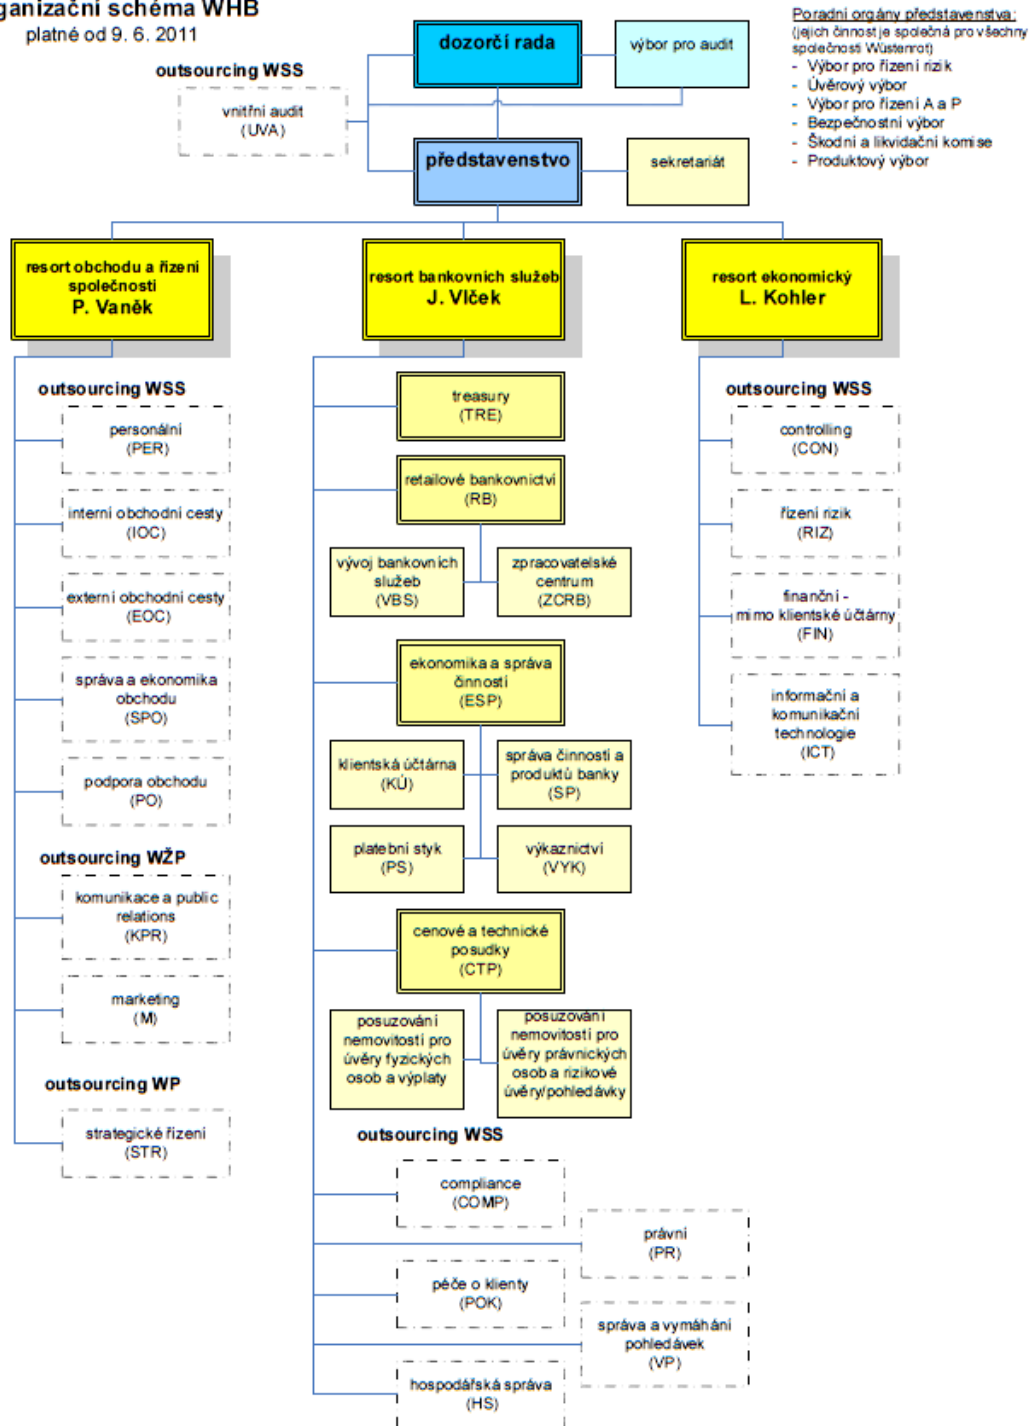 ganizační schéma WHB
platné od 9. 6. 2011
Poradní orgány představenstva:
(jejich činnost je společná pro všechny
společnosti Wüstenrot)
- Výbor pro řízení rizik
- Úvěrový výbor
- Výbor pro řízení A a P
- Bezpečnostní výbor
- Škodní a likvidační komise
- Produktový výbor
dozorčí rada
výbor pro audit
outsourcing WSS
vnitřní audit
(UVA)
představenstvo
sekretariát
resort obchodu a řízení
společnosti
P. Vaněk
resort bankovních služeb
J. Vlček
resort ekonomický
L. Kohler
outsourcing WSS
personální
(PER)
interní obchodní cesty
(IOC)
externí obchodní cesty
(EOC)
správa a ekonomika
obchodu
(SPO)
podpora obchodu
(PO)
outsourcing WŽP
komunikace a public
relations
(KPR)
marketing
(M)
outsourcing WP
strategické řízení
(STR)
treasury
(TRE)
retailové bankovnictví
(RB)
vývoj bankovních
služeb
(VBS)
zpracovatelské
centrum
(ZCRB)
ekonomika a správa
činností
(ESP)
klientská účtárna
(KÚ)
správa činností a
produktů banky
(SP)
platební styk
(PS)
výkaznictví
(VYK)
cenové a technické
posudky
(CTP)
posuzování
nemovitostí pro
úvěry fyzických
osob a výplaty
posuzování
nemovitostí pro
úvěry právnických
osob a rizikové
úvěry/pohledávky
outsourcing WSS
compliance
(COMP)
právní
(PR)
péče o klienty
(POK)
správa a vymáhání
pohledávek
(VP)
hospodářská správa
(HS)
outsourcing WSS
controlling
(CON)
řízení rizik
(RIZ)
finanční -
mimo klientské účtárny
(FIN)
informační a
komunikační
technologie
(ICT)